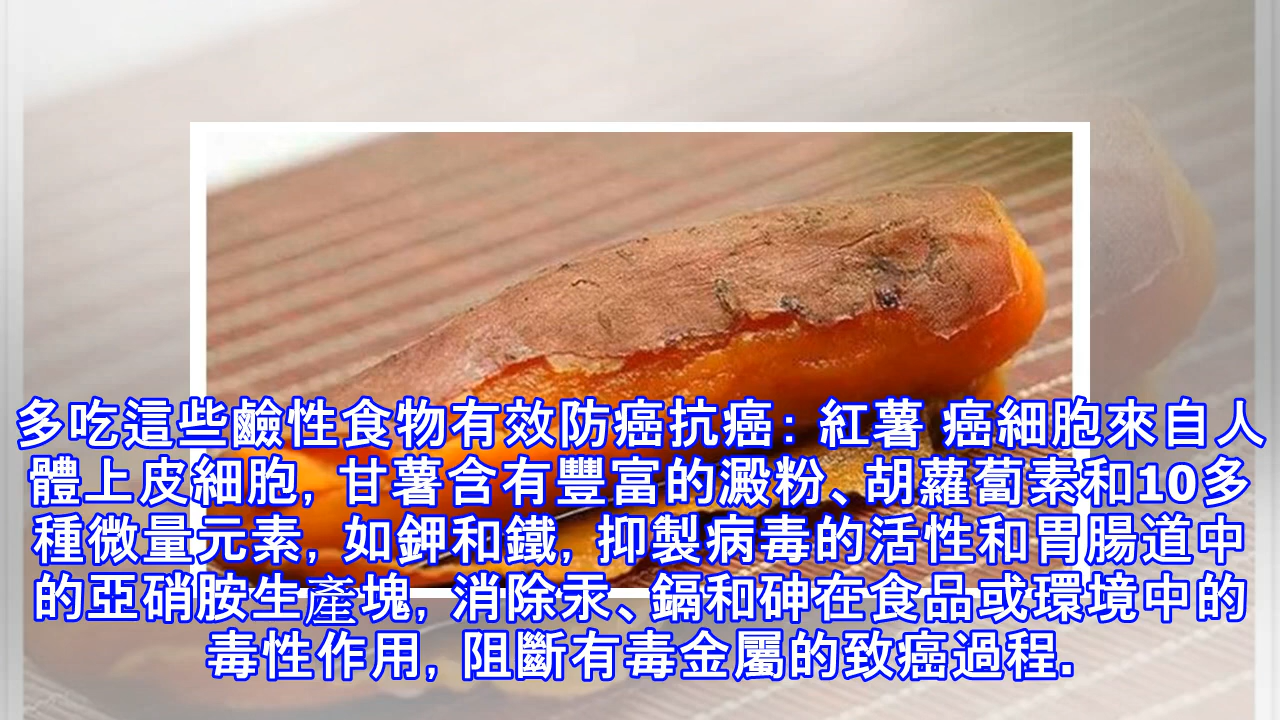 多吃這些鹼性食物有效防癌抗癌: 紅薯 癌細胞來自人
體上皮細胞, 甘薯含有豐富的澱粉、胡蘿蔔素和10多
種微量元素, 如鉀和鐵, 抑製病毒的活性和胃腸道中
的亞硝胺生產塊, 消除汞、鎘和砷在食品或環境中的
毒性作用, 阻斷有毒金屬的致癌過程.